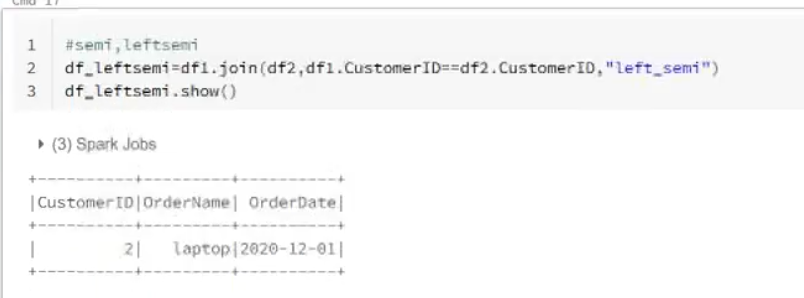 Cmd 17
1 #semi,leftsemi
2 df_leftsemi=df1.join(df2,df1.CustomerID==df2.CustomerID,"left_semi")
3 df_leftsemi.show()
(3) Spark Jobs
+----------+---------+----------+
|CustomerID|OrderName| OrderDate|
+----------+---------+----------+
|         2|   laptop|2020-12-01|
+----------+---------+----------+